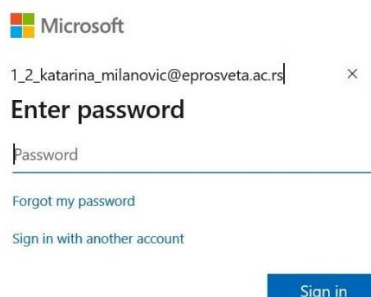 Microsoft
1_2_katarina_milanovic@eprosveta.ac.rs
Enter password
Password
Forgot my password
Sign in with another account
Sign in